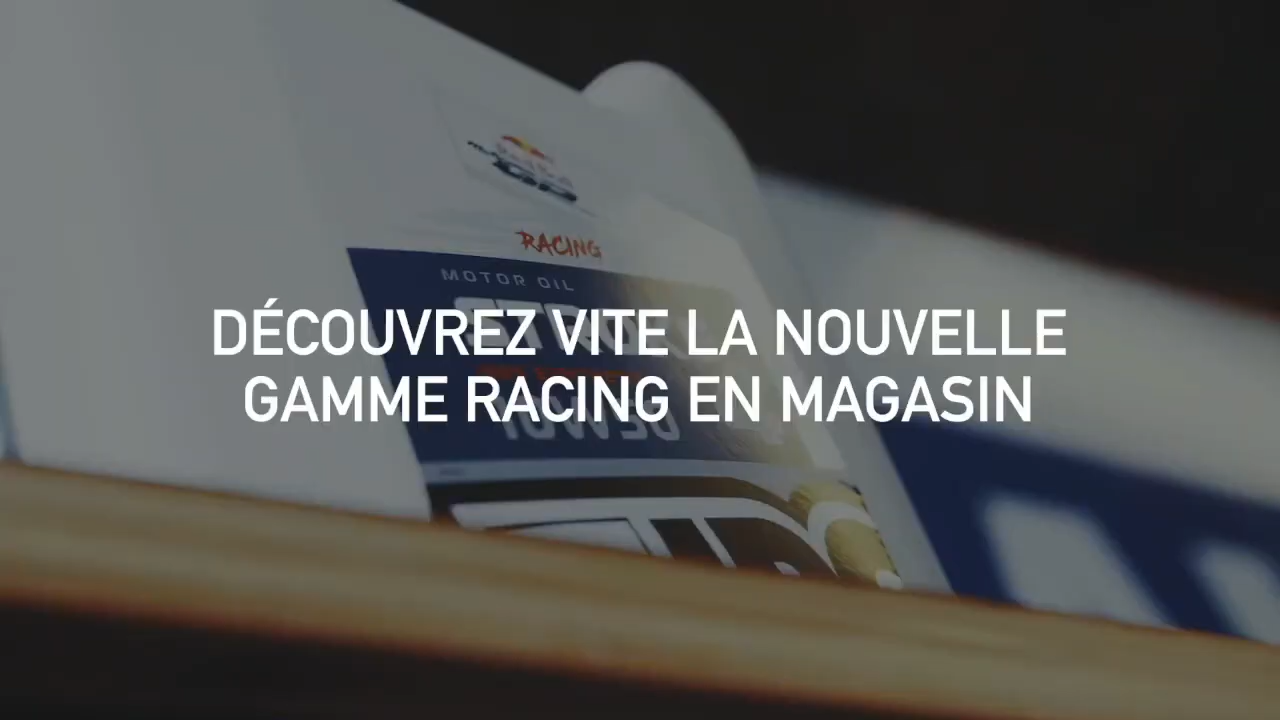 RACING
MOTOR OIL
DÉCOUVREZ VITE LA NOUVELLE
GAMME RACING EN MAGASIN